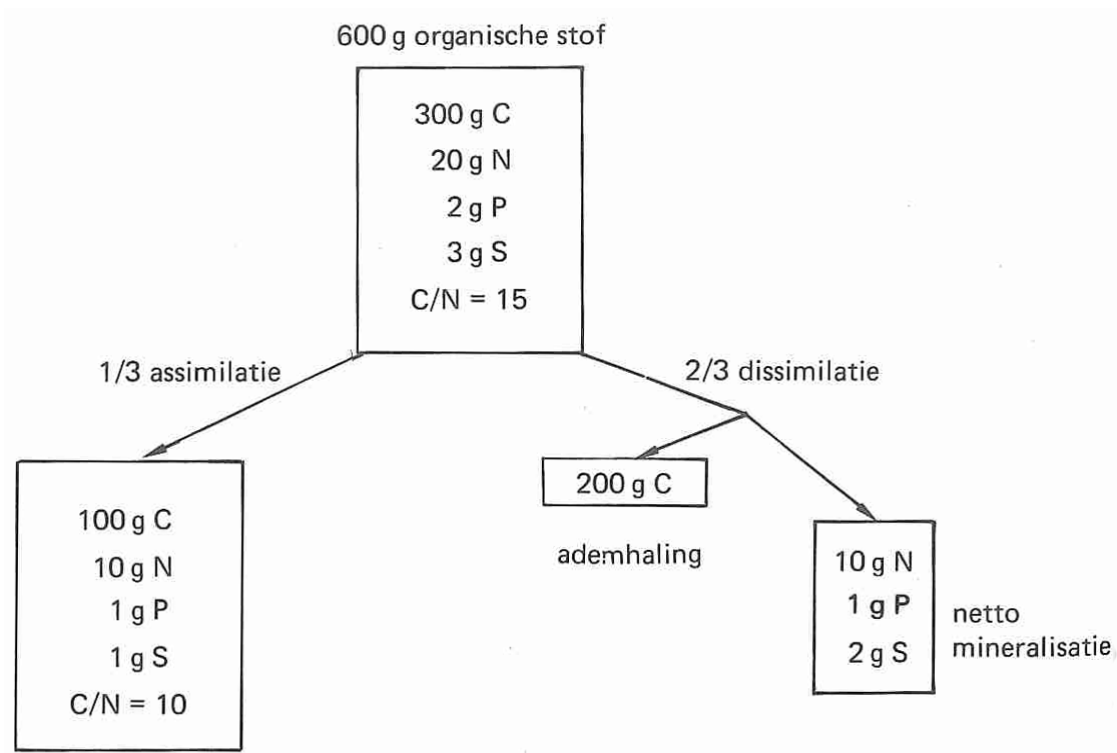 600 g organische stof
300 g C
20 g N
2 g P
3 g S
C/N = 15
1/3 assimilatie
2/3 dissimilatie
100 g C
10 g N
1 g P
1 g S
C/N = 10
200 g C
ademhaling
10 g N
1 g P
2 g S
netto
mineralisatie